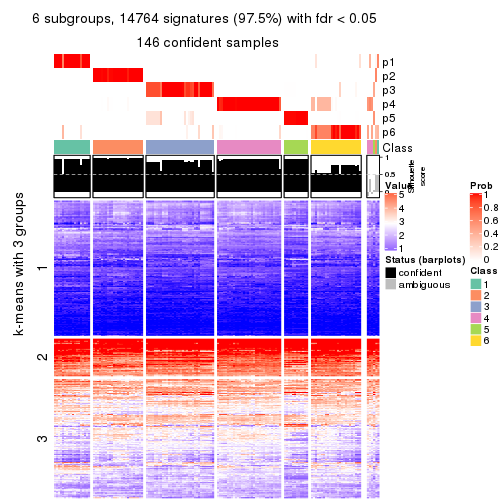 6 subgroups, 14764 signatures (97.5%) with fdr < 0.05
146 confident samples
p1
p2
p3
p4
p5
p6
Class
1
0.5
0
Silhouette
score
k-means with 3 groups
1
2
3
Value
5
4
3
2
1
Status (barplots)
confident
ambiguous
Prob
1
0.8
0.6
0.4
0.2
0
Class
1
2
3
4
5
6